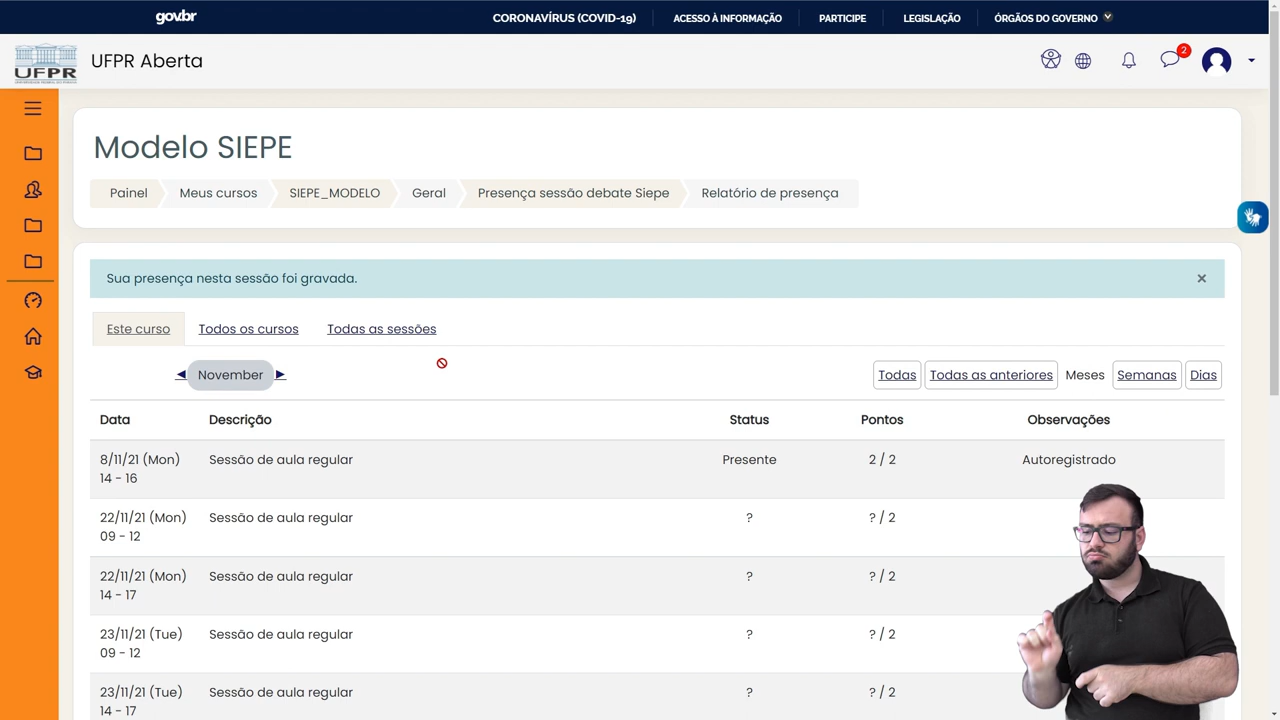 gov.br
CORONAVÍRUS (COVID-19)
ACESSO À INFORMAÇÃO
PARTICIPE
LEGISLAÇÃO
ÓRGÃOS DO GOVERNO
UFPR
UFPR Aberta
2
Modelo SIEPE
Painel
Meus cursos
SIEPE_MODELO
Geral
Presença sessão debate Siepe
Relatório de presença
Sua presença nesta sessão foi gravada.
×
Este curso
Todos os cursos
Todas as sessões
◄ November ►
Todas
Todas as anteriores
Meses
Semanas
Dias
Data Descrição Status Pontos Observações
8/11/21 (Mon) Sessão de aula regular Presente 2 / 2 Autoregistrado
14 - 16
22/11/21 (Mon) Sessão de aula regular ? ? / 2
09 - 12
22/11/21 (Mon) Sessão de aula regular ? ? / 2
14 - 17
23/11/21 (Tue) Sessão de aula regular ? ? / 2
09 - 12
23/11/21 (Tue) Sessão de aula regular ? ? / 2
14 - 17